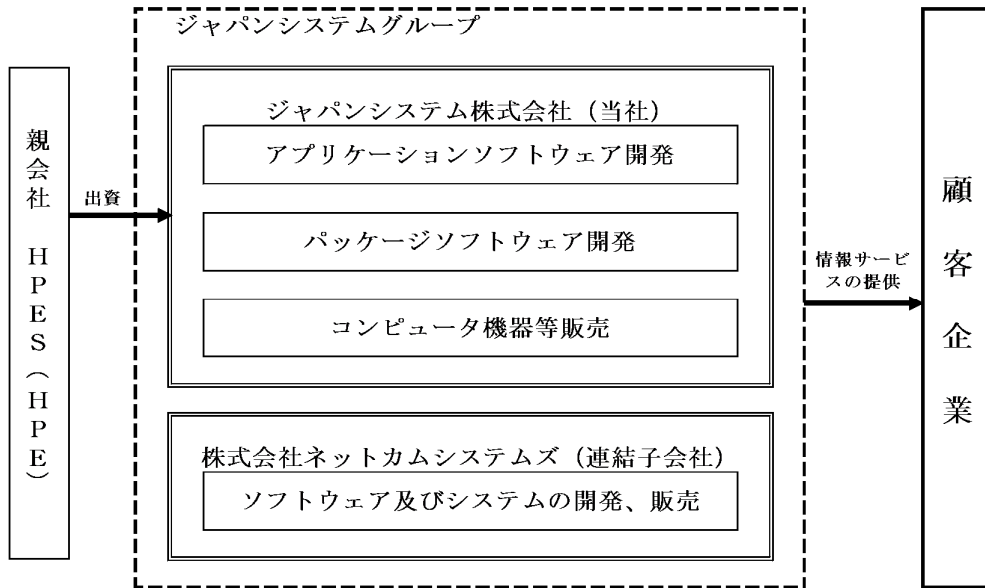 ジャパンシステムグループ
親会社 HPES(HPE)
出資
ジャパンシステム株式会社(当社)
アプリケーションソフトウェア開発
パッケージソフトウェア開発
コンピュータ機器等販売
株式会社ネットカムシステムズ(連結子会社)
ソフトウェア及びシステムの開発、販売
情報サービ
スの提供
顧客企業